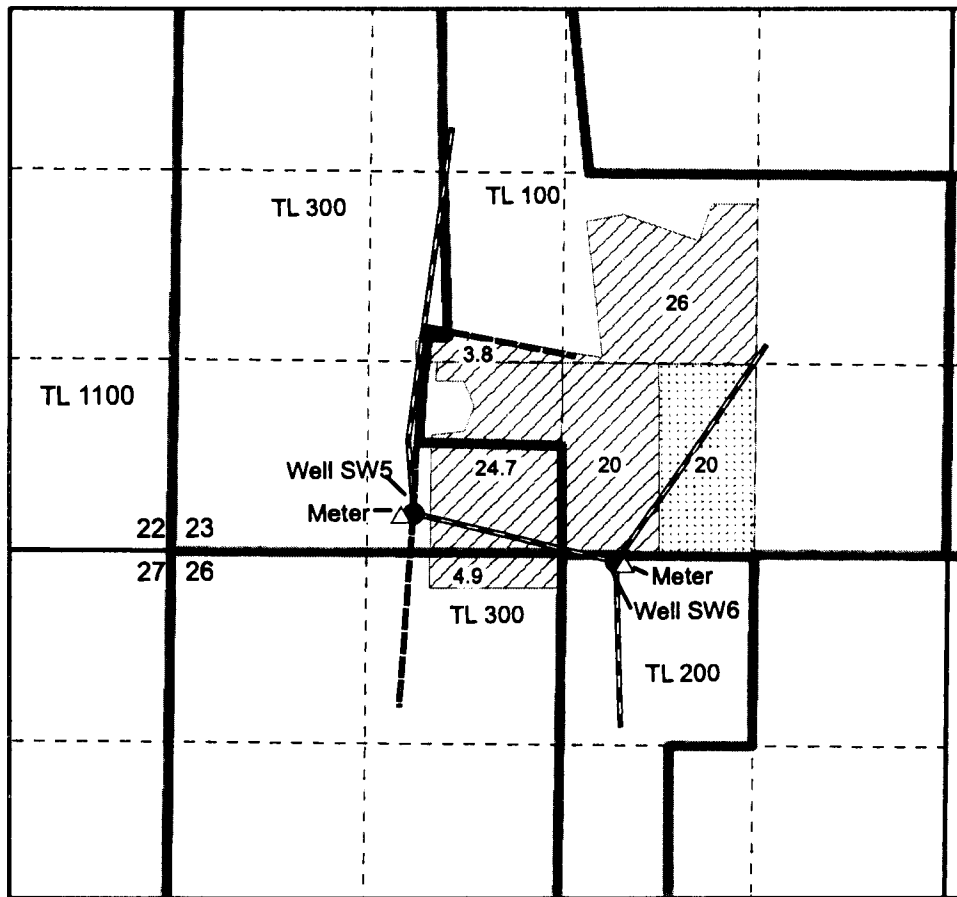 TL 300
TL 100
26
3.8
TL 1100
Well SW5
24.7
20
20
Meter
22 23
27 26
4.9
Meter
TL 300
Well SW6
TL 200